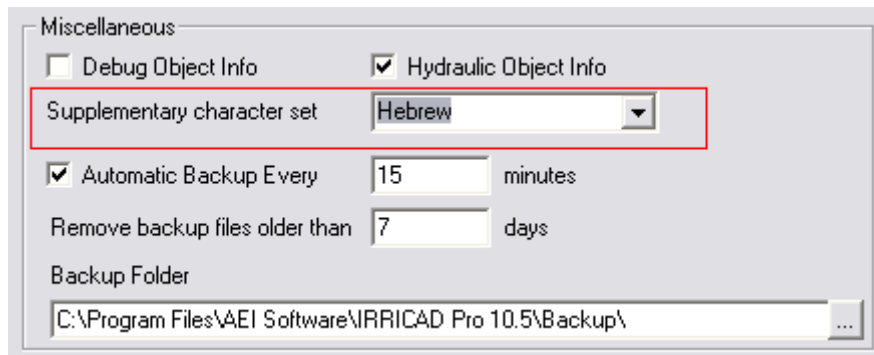 Miscellaneous
Debug Object Info Hydraulic Object Info
Supplementary character set Hebrew
Automatic Backup Every 15 minutes
Remove backup files older than 7 days
Backup Folder
C:\Program Files\AEI Software\IRRICAD Pro 10.5\Backup\ ...